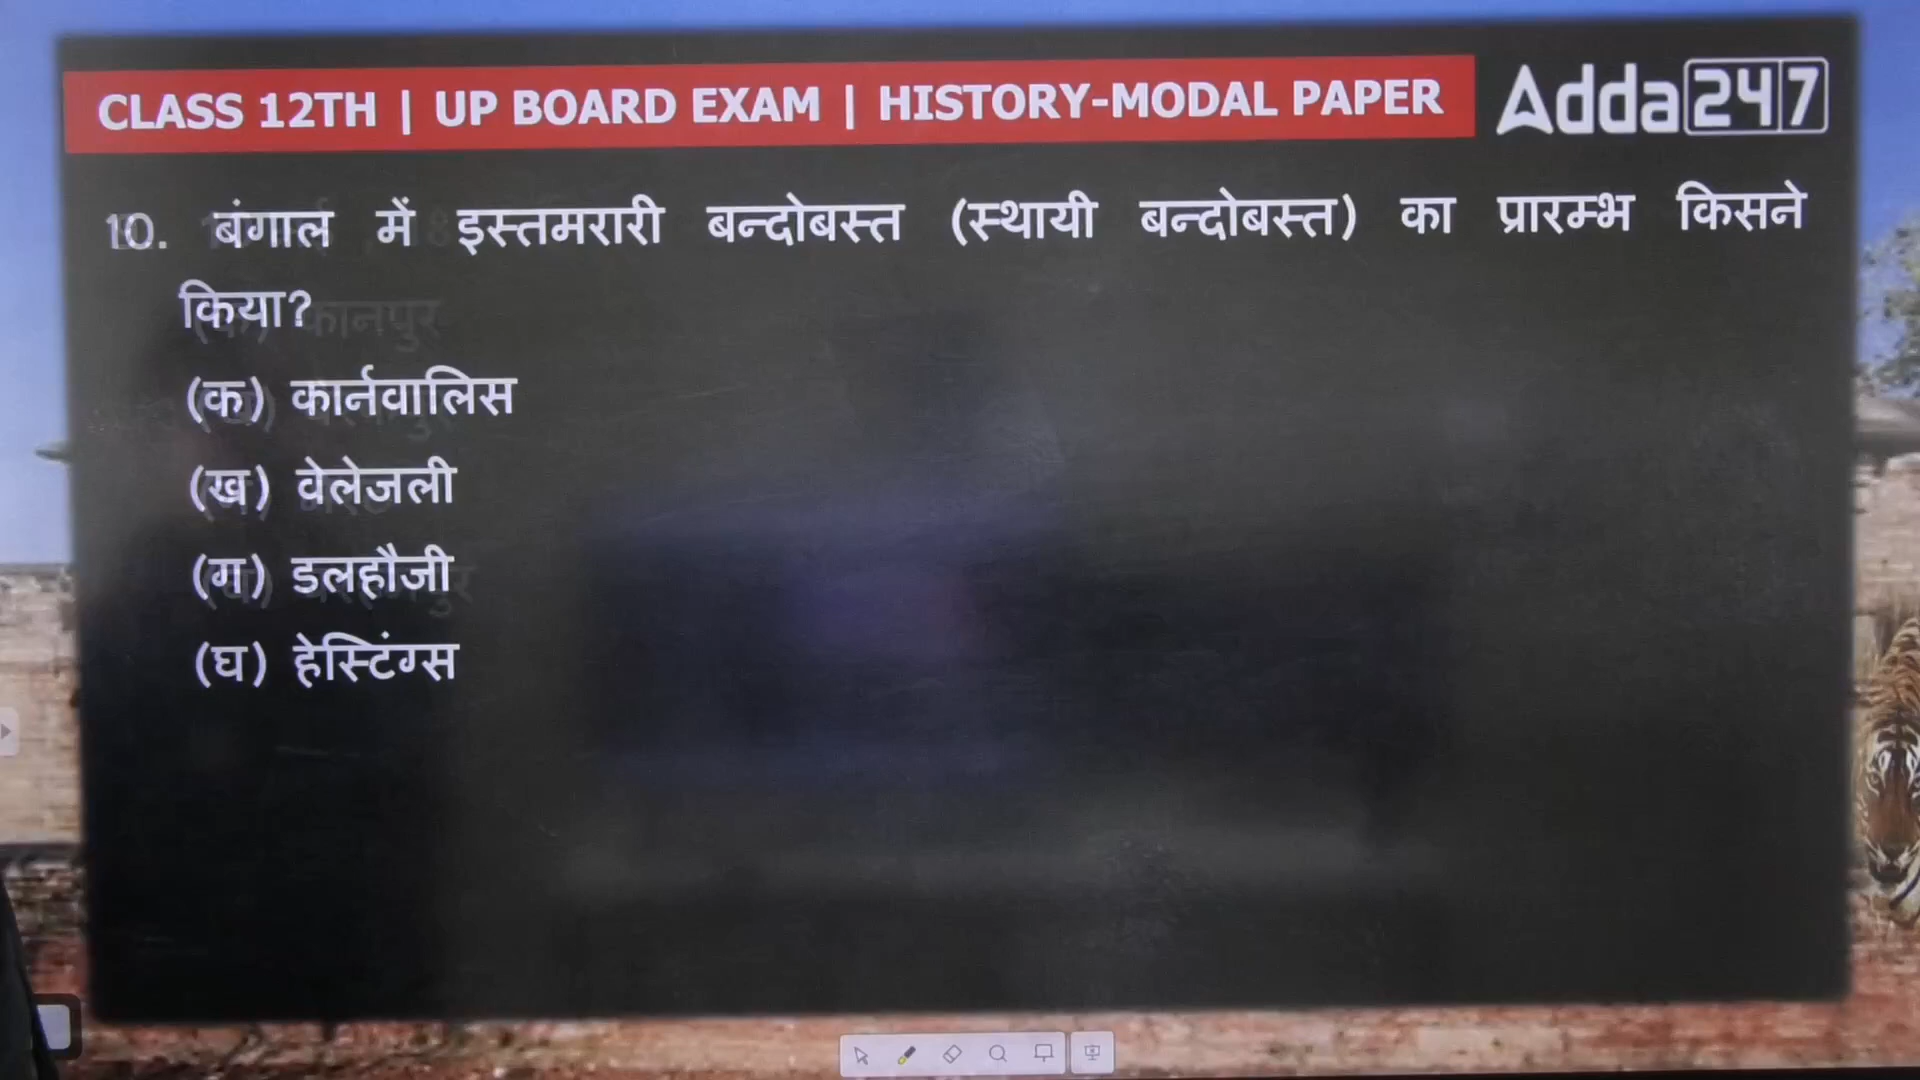 CLASS 12TH | UP BOARD EXAM | HISTORY-MODAL PAPER
Adda247
10. बंगाल में इस्तमरारी बन्दोबस्त (स्थायी बन्दोबस्त) का प्रारम्भ किसने
किया?
(क) कार्नवालिस
(ख) वेलेजली
(ग) डलहौजी
(घ) हेस्टिंग्स